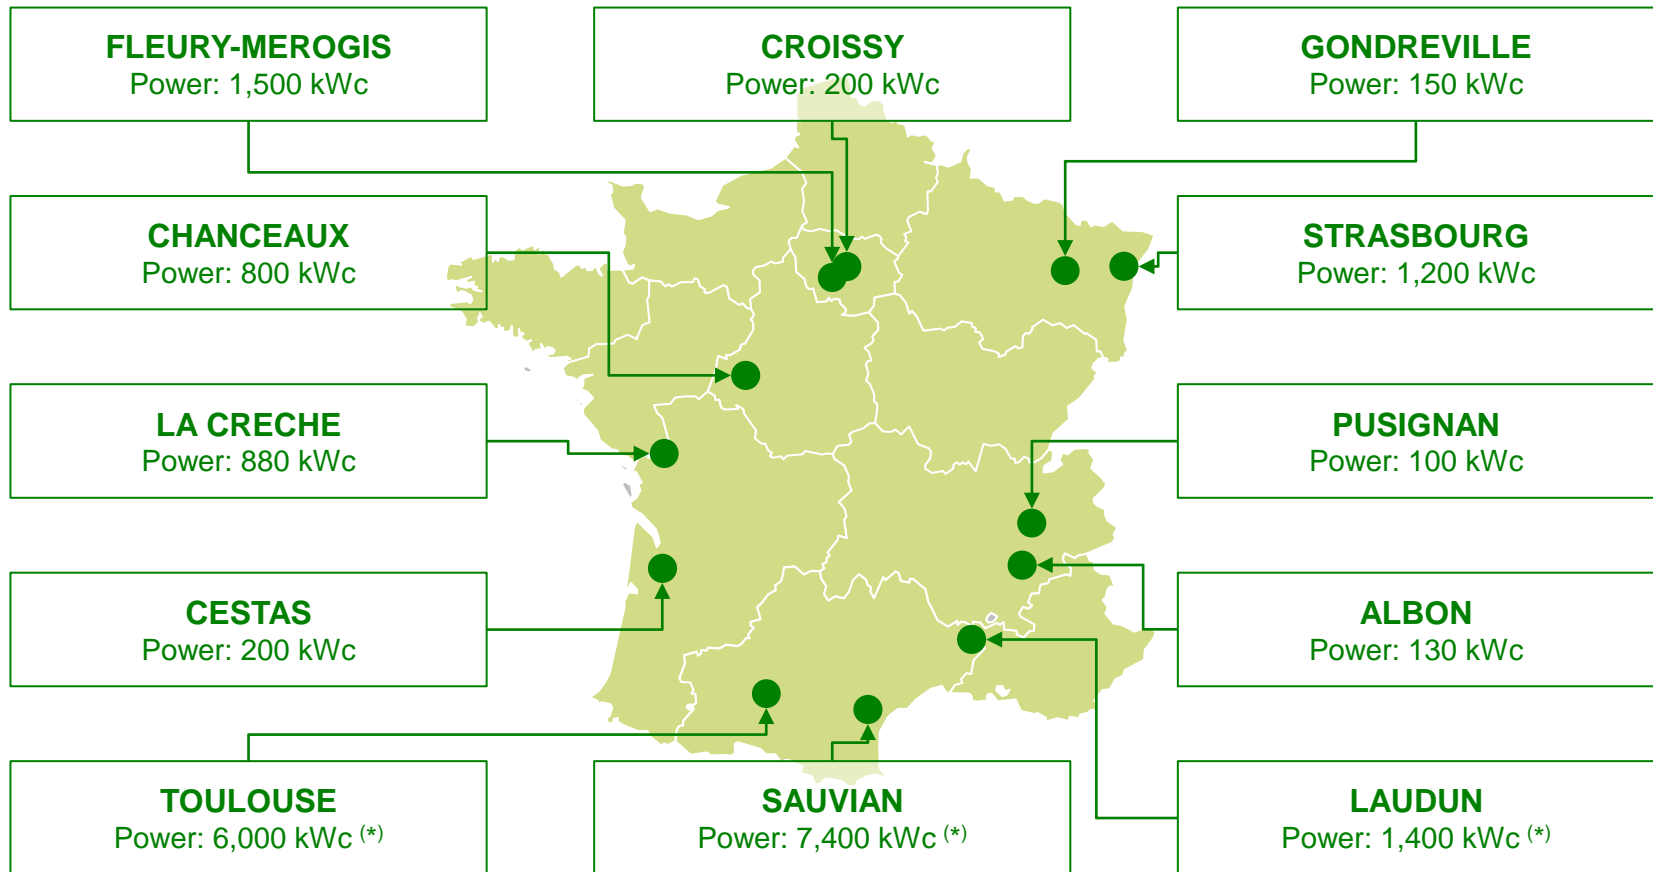 FLEURY-MEROGIS
Power: 1,500 kWc
CROISSY
Power: 200 kWc
GONDREVILLE
Power: 150 kWc
CHANCEAUX
Power: 800 kWc
STRASBOURG
Power: 1,200 kWc
LA CRECHE
Power: 880 kWc
PUSIGNAN
Power: 100 kWc
CESTAS
Power: 200 kWc
ALBON
Power: 130 kWc
TOULOUSE
Power: 6,000 kWc (*)
SAUVIAN
Power: 7,400 kWc (*)
LAUDUN
Power: 1,400 kWc (*)